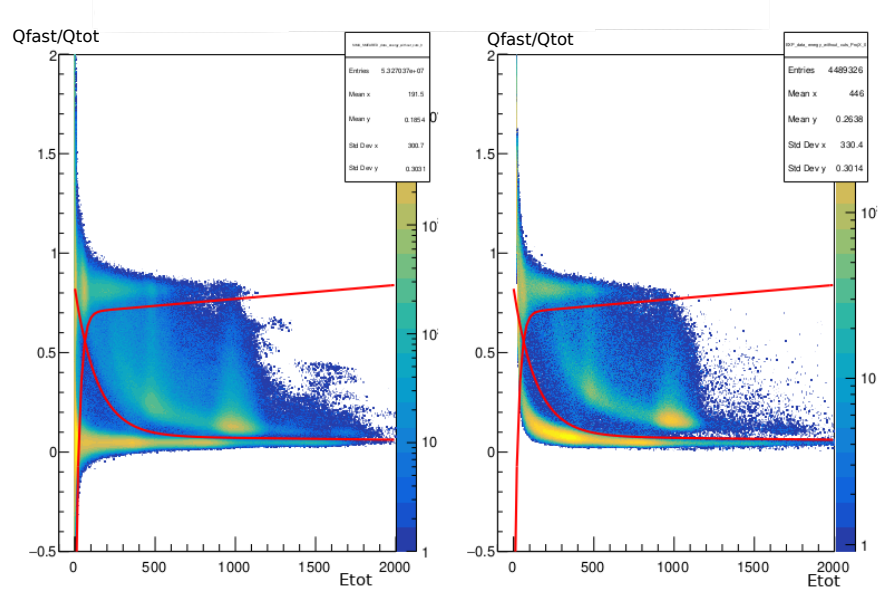 Qfast/Qtot
2
1.5
1
0.5
0
−0.5
0
500
1000
1500
2000
Etot
Entries 5.327037e+07
Mean x 191.5
Mean y 0.1854
Std Dev x 300.7
Std Dev y 0.3031
10
10
10
1
Qfast/Qtot
2
1.5
1
0.5
0
−0.5
0
500
1000
1500
2000
Etot
Entries 4489326
Mean x 446
Mean y 0.2638
Std Dev x 330.4
Std Dev y 0.3014
10
10
1